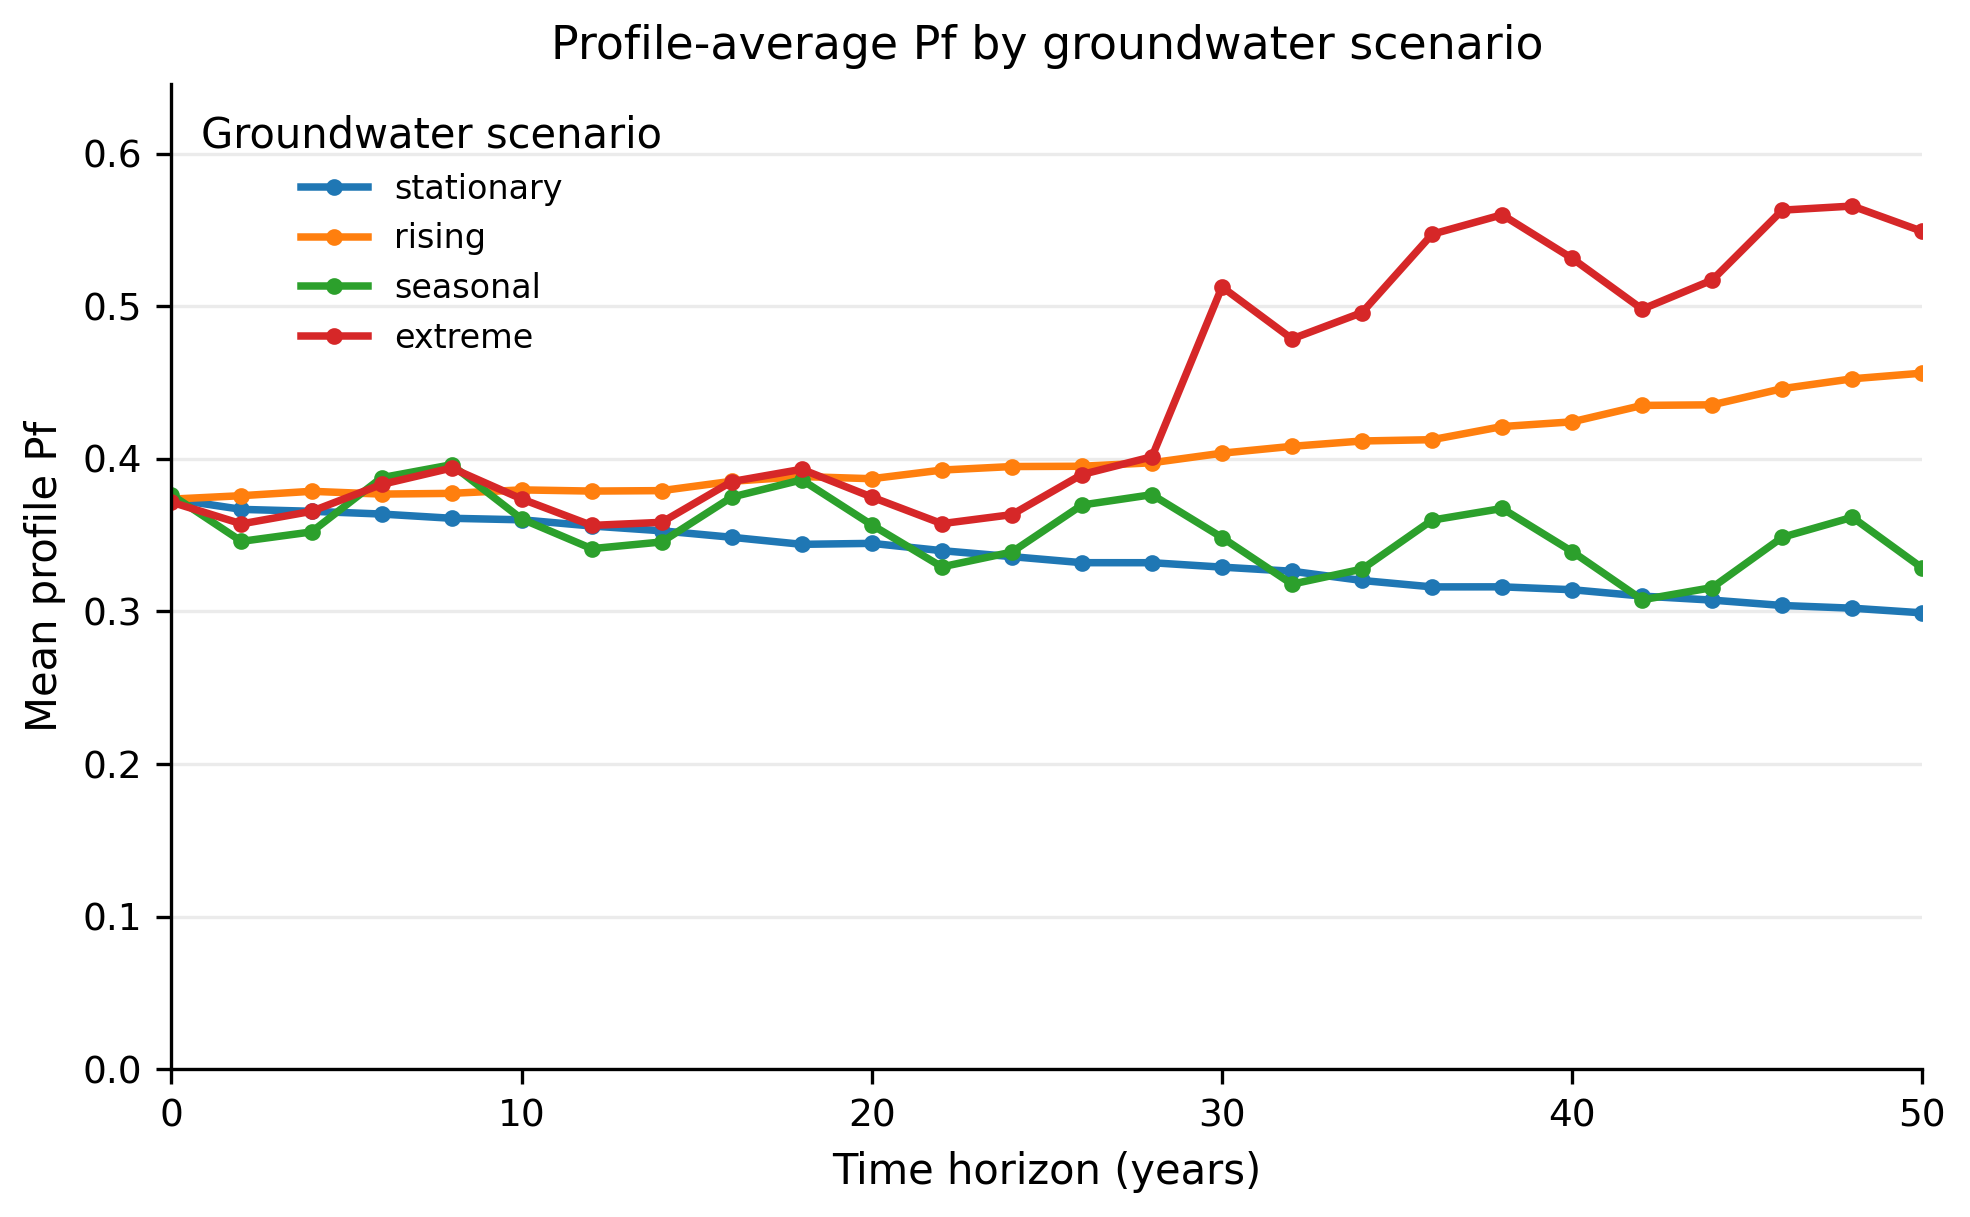 Profile-average Pf by groundwater scenario
Groundwater scenario
stationary
rising
seasonal
extreme
Mean profile Pf
0.6
0.5
0.4
0.3
0.2
0.1
0.0
0 10 20 30 40 50
Time horizon (years)